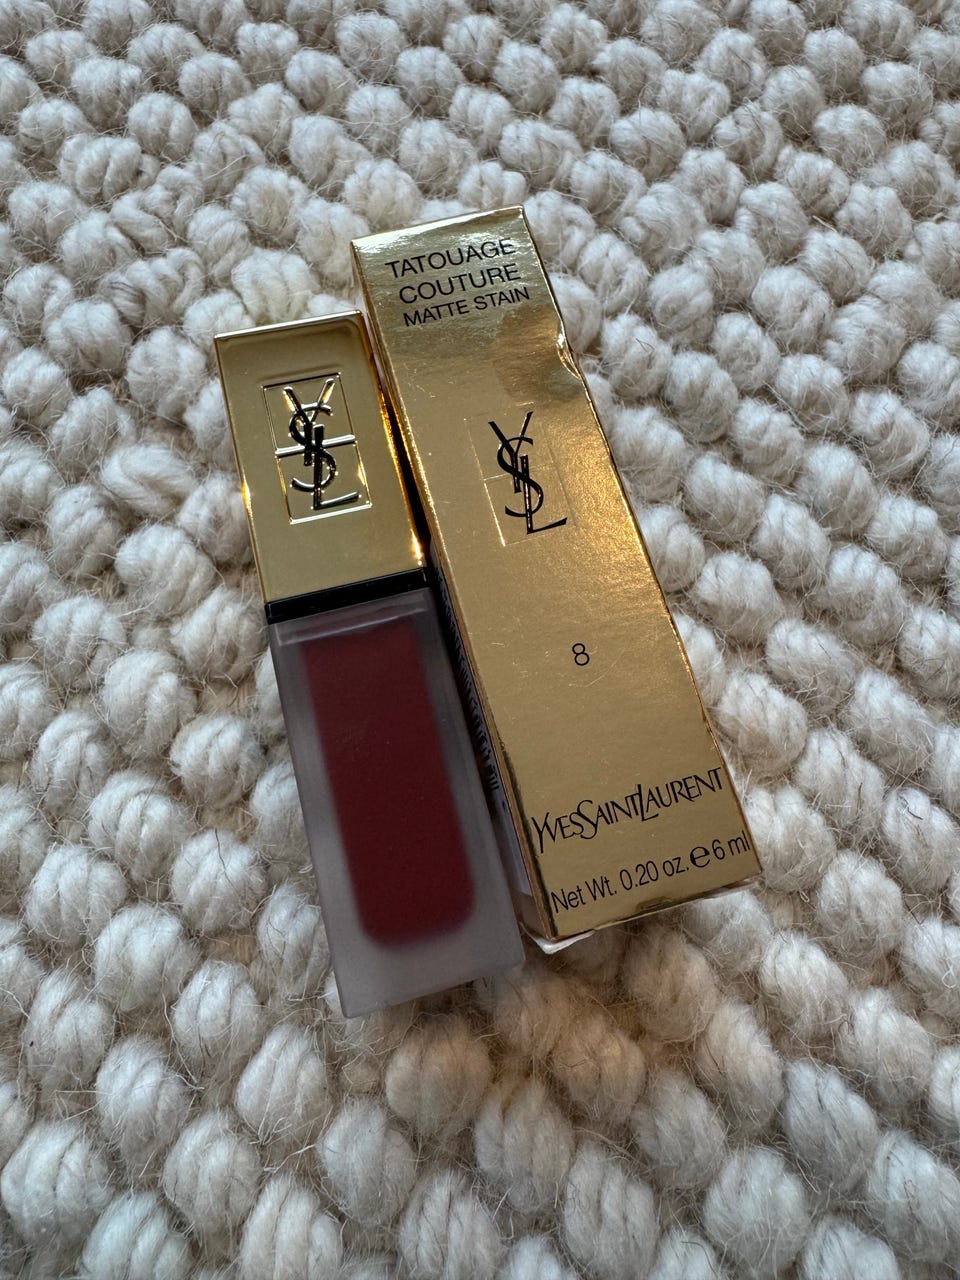 YSL
TATOUAGE
COUTURE
MATTE STAIN
YSL
8
YVESSAINTLAURENT
Net Wt. 0.20 oz. ℮ 6 ml